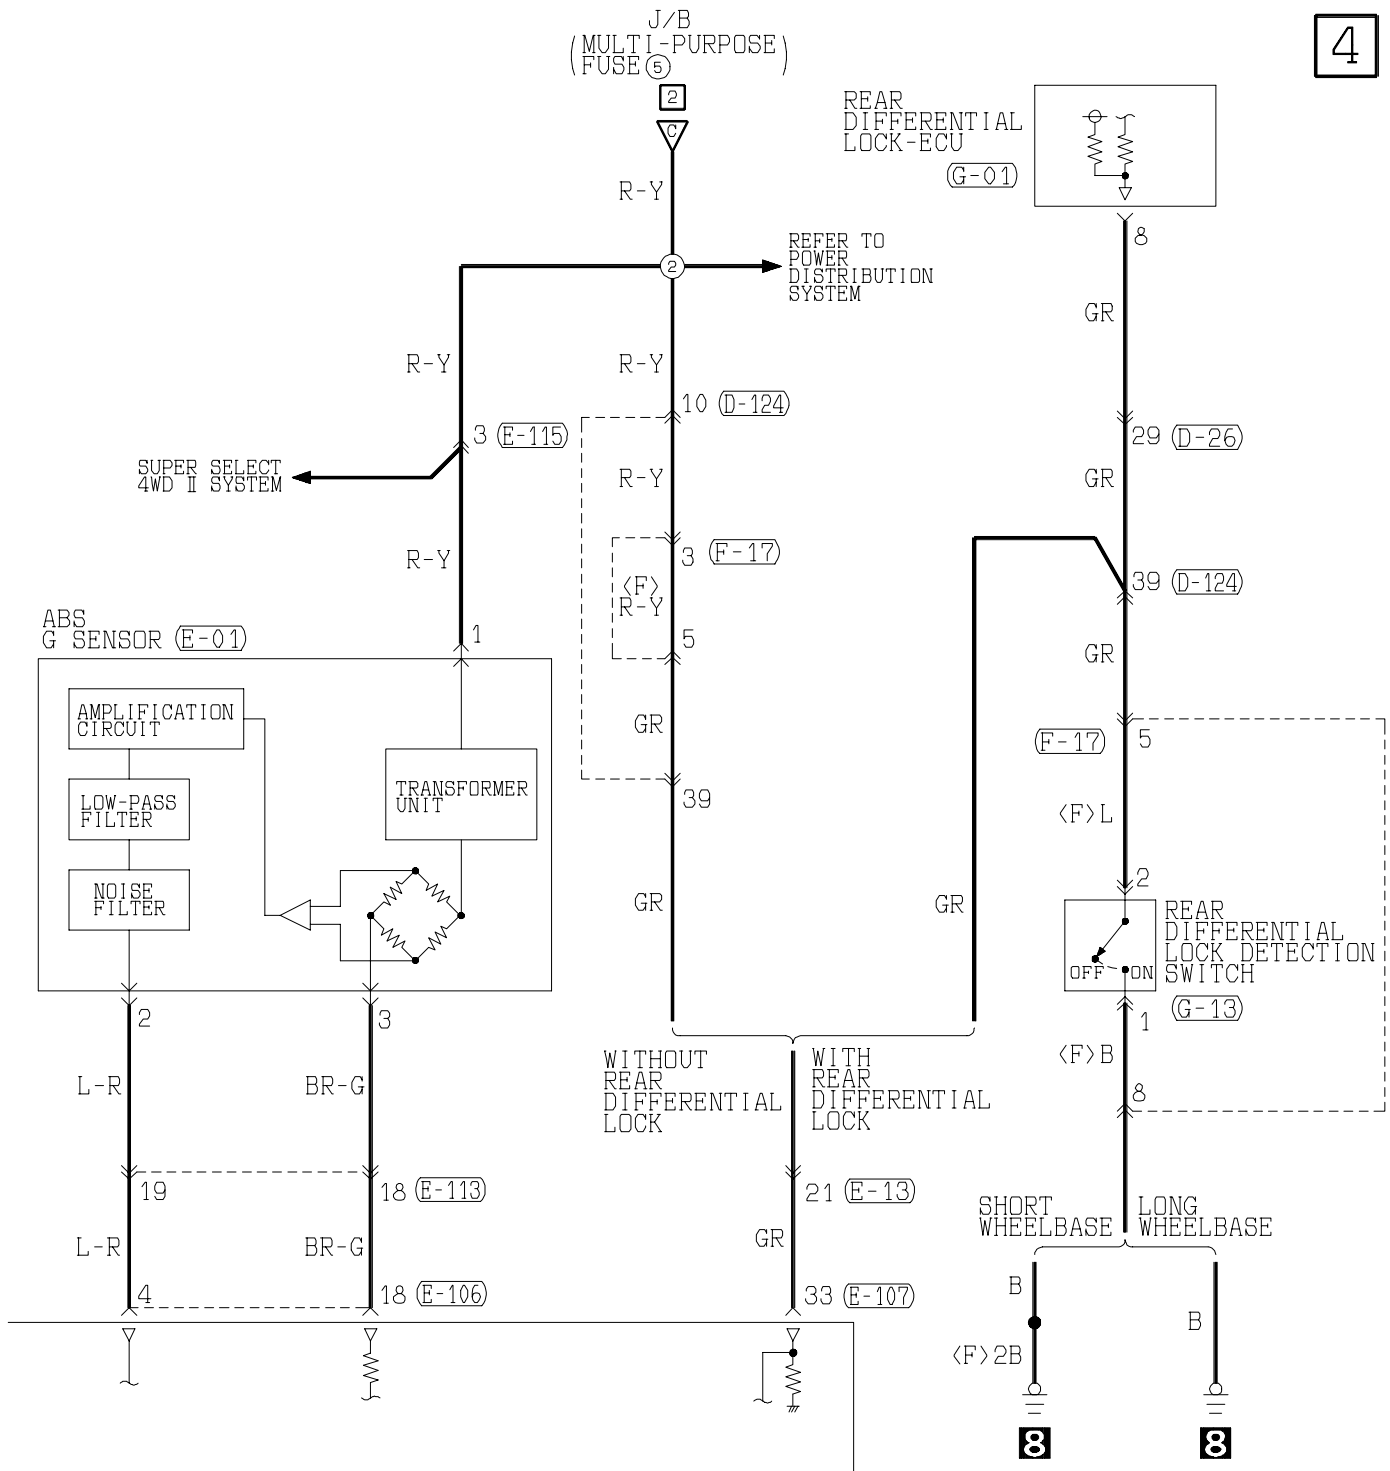 J/B
(MULTI-PURPOSE
FUSE⑤)
4
2
C
REAR
DIFFERENTIAL
LOCK-ECU
G-01
R-Y
8
2
REFER TO
POWER
DISTRIBUTION
SYSTEM
GR
R-Y
R-Y
10 D-124
3 E-115
29 D-26
SUPER SELECT
4WD Ⅱ SYSTEM
R-Y
GR
R-Y
3 F-17
<F>
R-Y
39 D-124
ABS
G SENSOR E-01
1
5
GR
AMPLIFICATION
CIRCUIT
GR
F-17
5
TRANSFORMER
UNIT
LOW-PASS
FILTER
39
<F>L
NOISE
FILTER
GR
GR
2
REAR
DIFFERENTIAL
LOCK DETECTION
SWITCH
OFF
ON
G-13
2
3
1
WITHOUT
REAR
DIFFERENTIAL
LOCK
WITH
REAR
DIFFERENTIAL
LOCK
<F>B
L-R
BR-G
8
19
18 E-113
21 E-13
SHORT
WHEELBASE
LONG
WHEELBASE
L-R
BR-G
GR
4
18 E-106
33 E-107
B
B
<F>2B
8
8